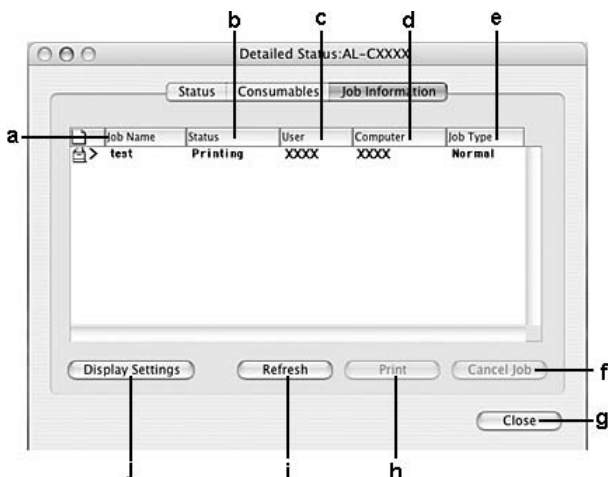 b c d e
Detailed Status:AL-CXXXX
Status Consumables Job Information
a Job Name Status User Computer Job Type
test Printing XXXX XXXX Normal
Display Settings Refresh Print Cancel Job f
Close g
j i h